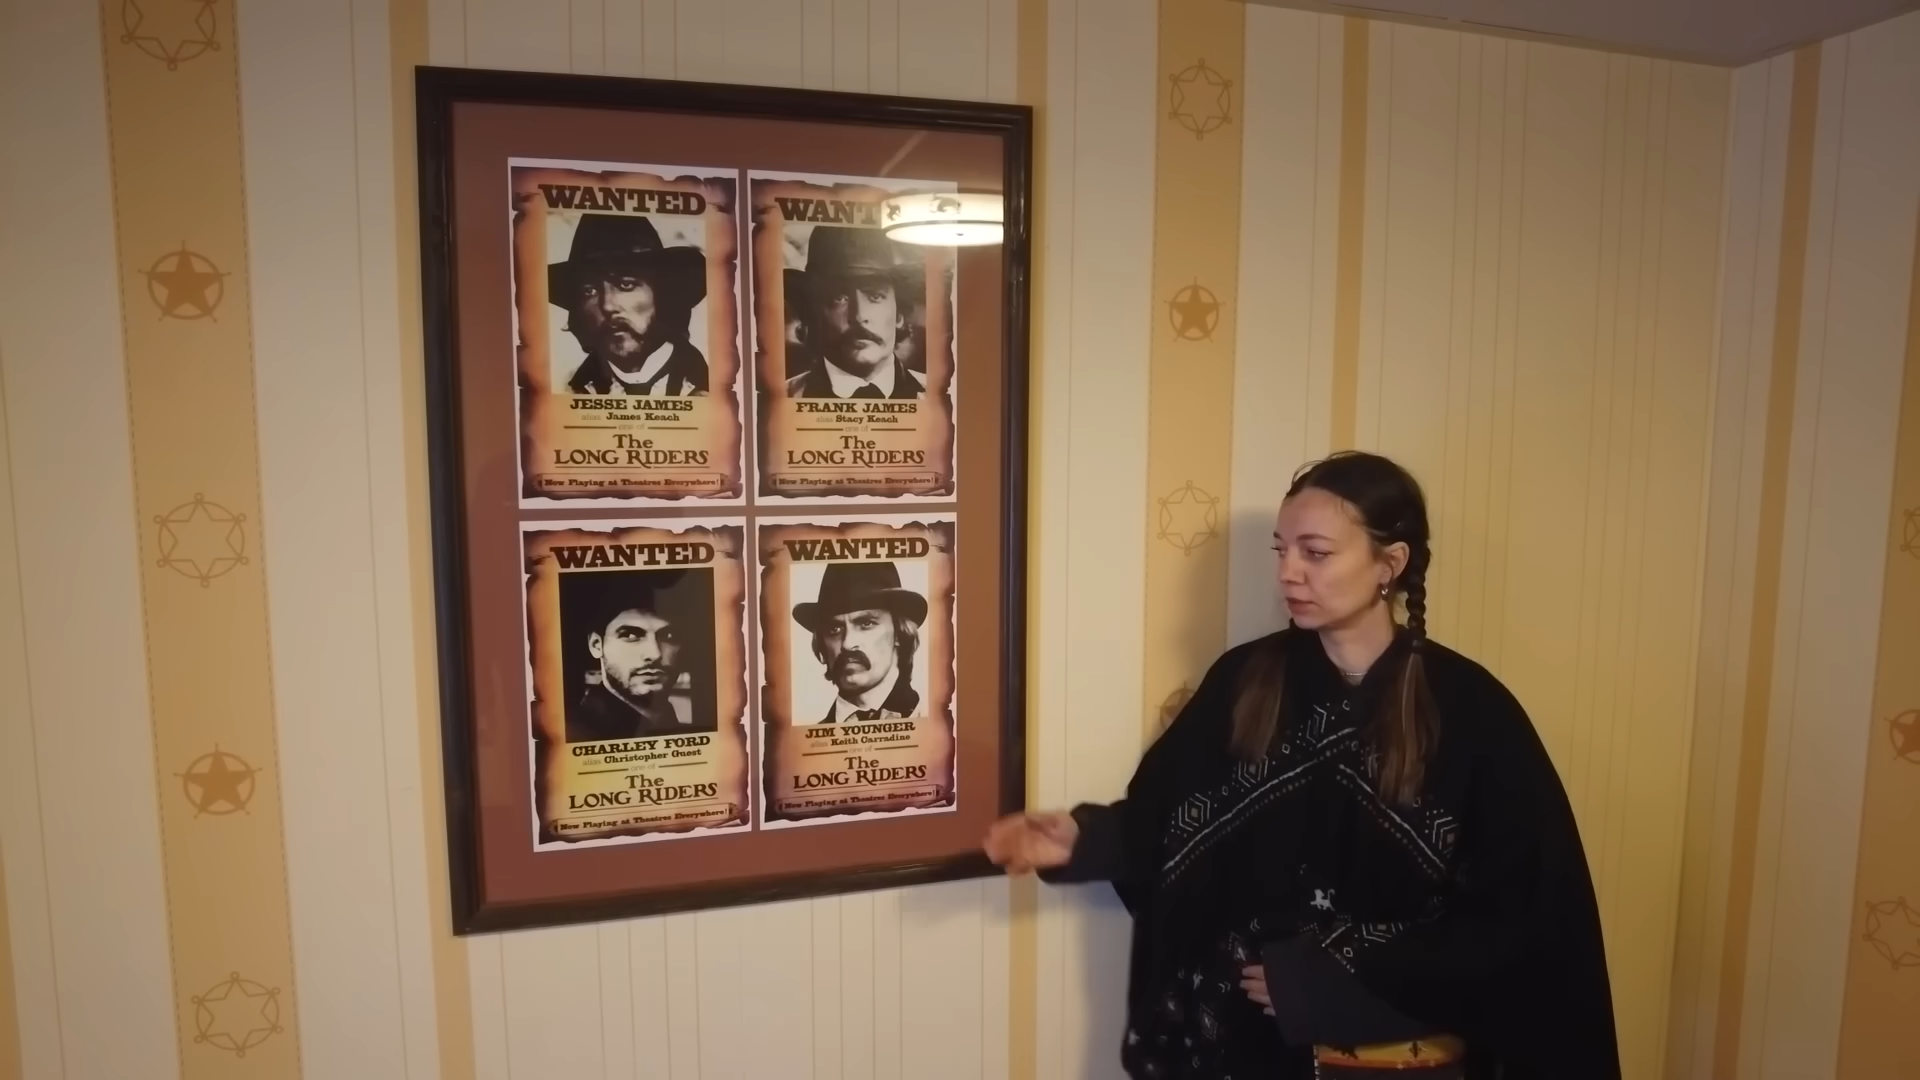 WANTED
JESSE JAMES
alias James Keach
one of
The
LONG RIDERS
Now Playing at Theatres Everywhere!
WANT
FRANK JAMES
alias Stacy Keach
one of
The
LONG RIDERS
Now Playing at Theatres Everywhere!
WANTED
CHARLEY FORD
alias Christopher Guest
one of
The
LONG RIDERS
Now Playing at Theatres Everywhere!
WANTED
JIM YOUNGER
alias Keith Carradine
one of
The
LONG RIDERS
Now Playing at Theatres Everywhere!